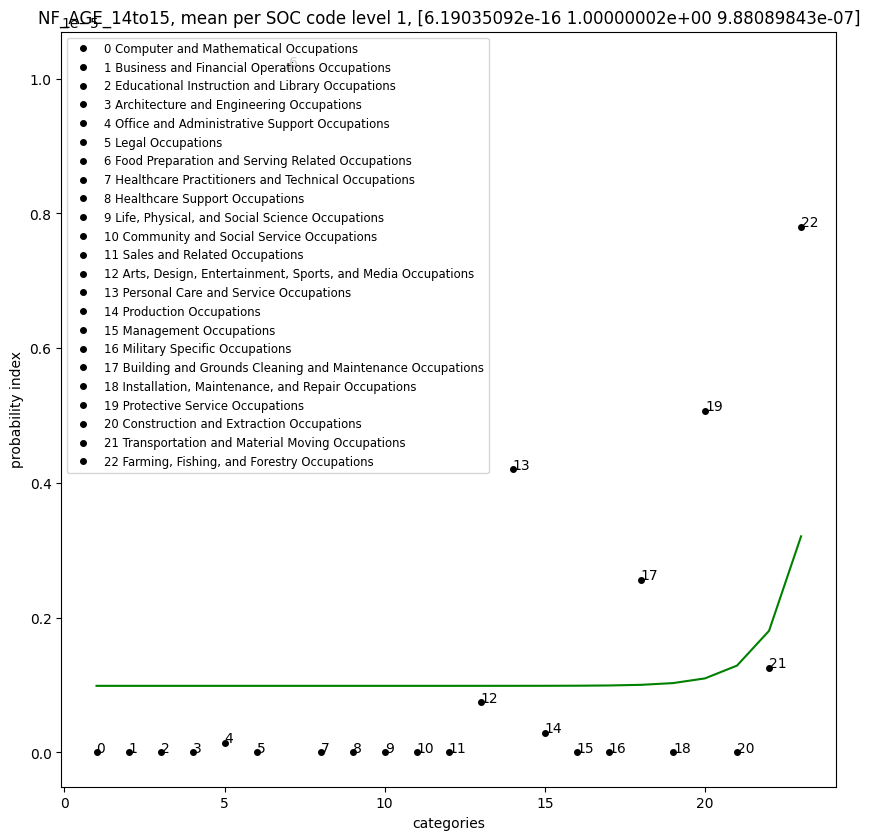 NF_AGE_14to15, mean per SOC code level 1, [6.19035092e-16 1.00000002e+00 9.88089843e-07]
1e−5
0 Computer and Mathematical Occupations
1 Business and Financial Operations Occupations
2 Educational Instruction and Library Occupations
3 Architecture and Engineering Occupations
4 Office and Administrative Support Occupations
5 Legal Occupations
6 Food Preparation and Serving Related Occupations
7 Healthcare Practitioners and Technical Occupations
8 Healthcare Support Occupations
9 Life, Physical, and Social Science Occupations
10 Community and Social Service Occupations
11 Sales and Related Occupations
12 Arts, Design, Entertainment, Sports, and Media Occupations
13 Personal Care and Service Occupations
14 Production Occupations
15 Management Occupations
16 Military Specific Occupations
17 Building and Grounds Cleaning and Maintenance Occupations
18 Installation, Maintenance, and Repair Occupations
19 Protective Service Occupations
20 Construction and Extraction Occupations
21 Transportation and Material Moving Occupations
22 Farming, Fishing, and Forestry Occupations
6
22
19
13
17
21
12
14
4
0 1 2 3 5 7 8 9 10 11 15 16 18 20
1.0
0.8
0.6
0.4
0.2
0.0
probability index
0 5 10 15 20
categories